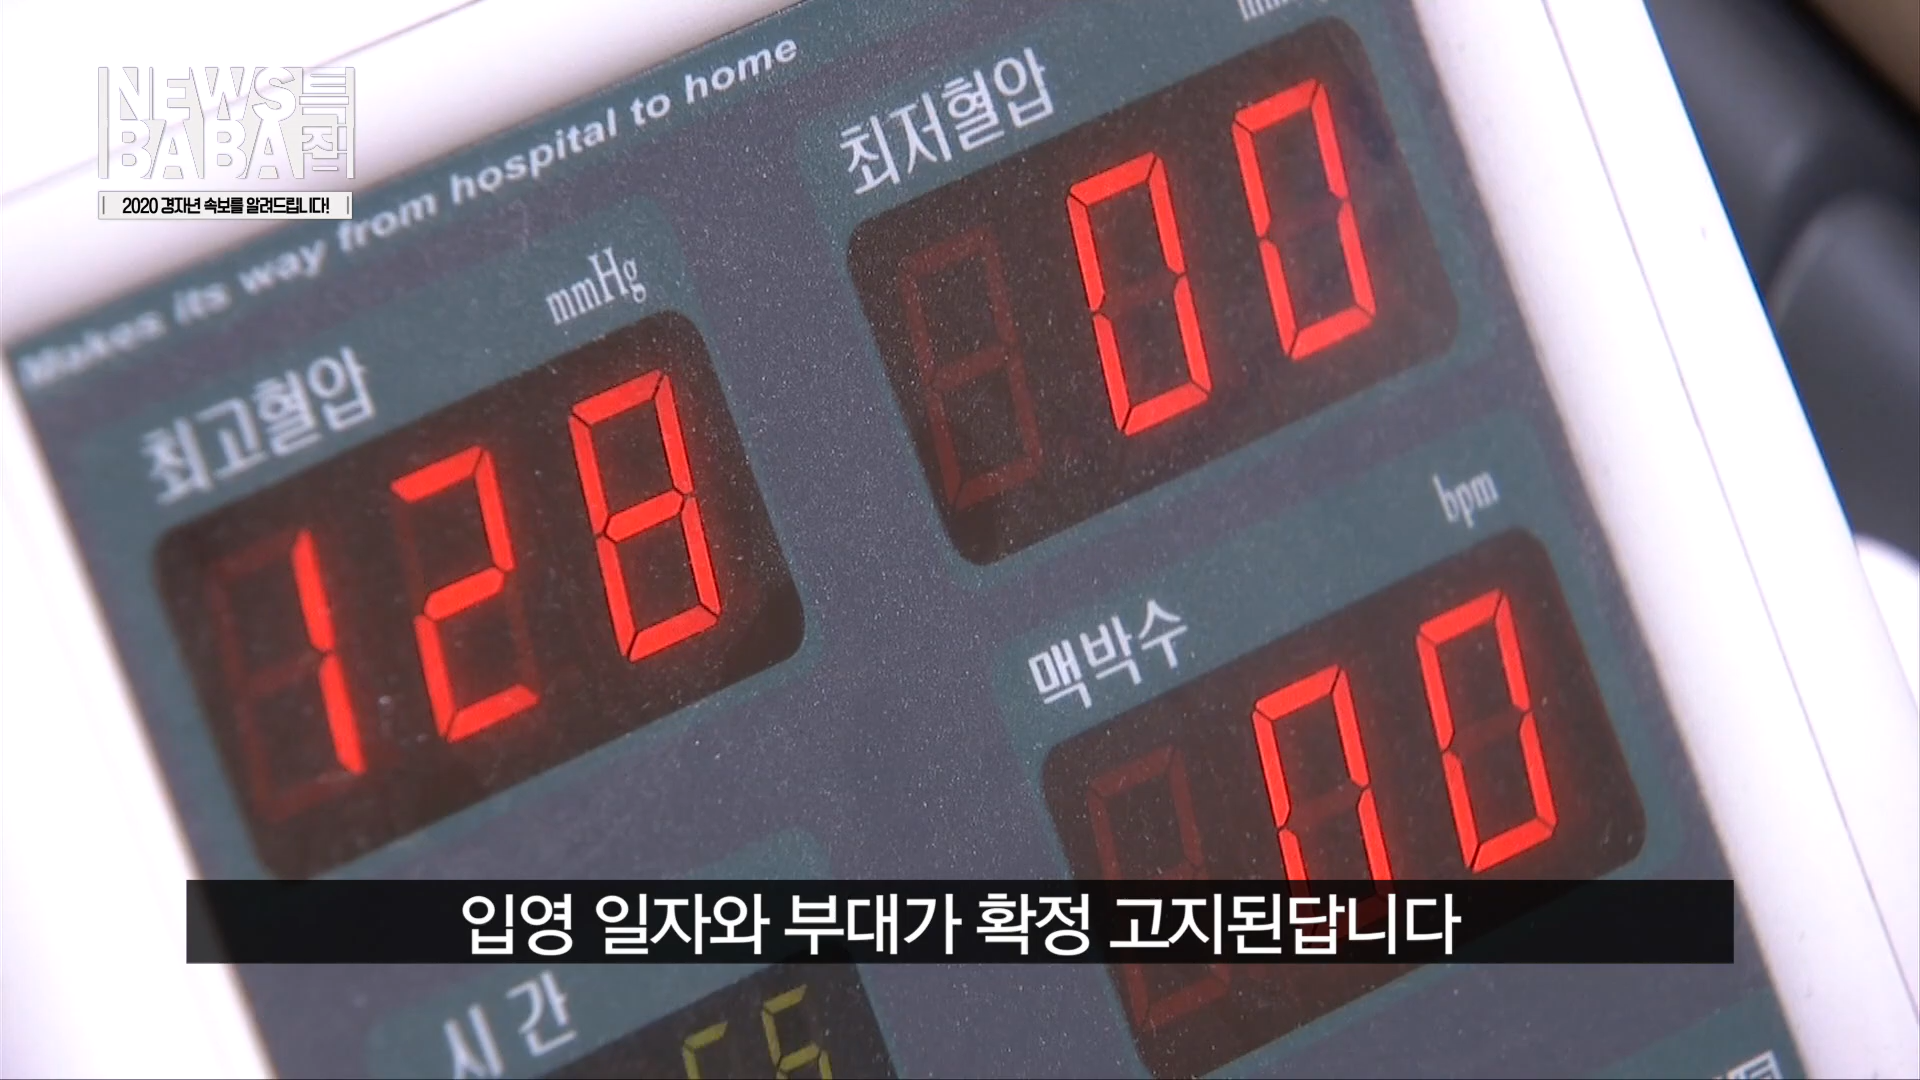 NEWS 특
BABA 집
2020 경자년 속보를 알려드립니다!
Makes its way from hospital to home
최고혈압 mmHg
128
최저혈압
00
맥박수 bpm
00
입영 일자와 부대가 확정 고지된답니다
시간